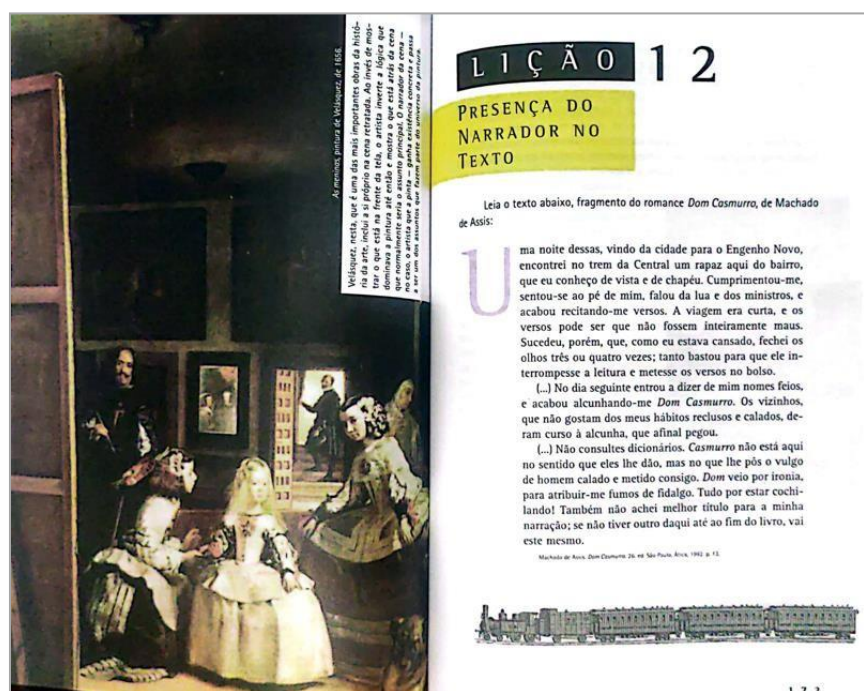 As meninas, pintura de Velásquez, de 1656.
Velásquez, nesta, que é uma das mais importantes obras da histó-
ria da arte, inclui a si próprio na cena retratada. Ao invés de mos-
trar o que está na frente da tela, o artista inverte a lógica que
dominava a pintura até então e mostra o que está atrás da cena
que normalmente seria o assunto principal. O narrador da cena —
no caso, o artista que a pinta — ganha existência concreta e passa
a ser um dos assuntos que fazem parte do universo da pintura.
LIÇÃO 12
PRESENÇA DO
NARRADOR NO
TEXTO
Leia o texto abaixo, fragmento do romance Dom Casmurro, de Machado
de Assis:
Uma noite dessas, vindo da cidade para o Engenho Novo,
encontrei no trem da Central um rapaz aqui do bairro,
que eu conheço de vista e de chapéu. Cumprimentou-me,
sentou-se ao pé de mim, falou da lua e dos ministros, e
acabou recitando-me versos. A viagem era curta, e os
versos pode ser que não fossem inteiramente maus.
Sucedeu, porém, que, como eu estava cansado, fechei os
olhos três ou quatro vezes; tanto bastou para que ele in-
terrompesse a leitura e metesse os versos no bolso.
(...) No dia seguinte entrou a dizer de mim nomes feios,
e acabou alcunhando-me Dom Casmurro. Os vizinhos,
que não gostam dos meus hábitos reclusos e calados, de-
ram curso à alcunha, que afinal pegou.
(...) Não consultes dicionários. Casmurro não está aqui
no sentido que eles lhe dão, mas no que lhe pôs o vulgo
de homem calado e metido consigo. Dom veio por ironia,
para atribuir-me fumos de fidalgo. Tudo por estar cochi-
lando! Também não achei melhor título para a minha
narração; se não tiver outro daqui até ao fim do livro, vai
este mesmo.
Machado de Assis. Dom Casmurro. 26. ed. São Paulo, Ática, 1992. p. 13.